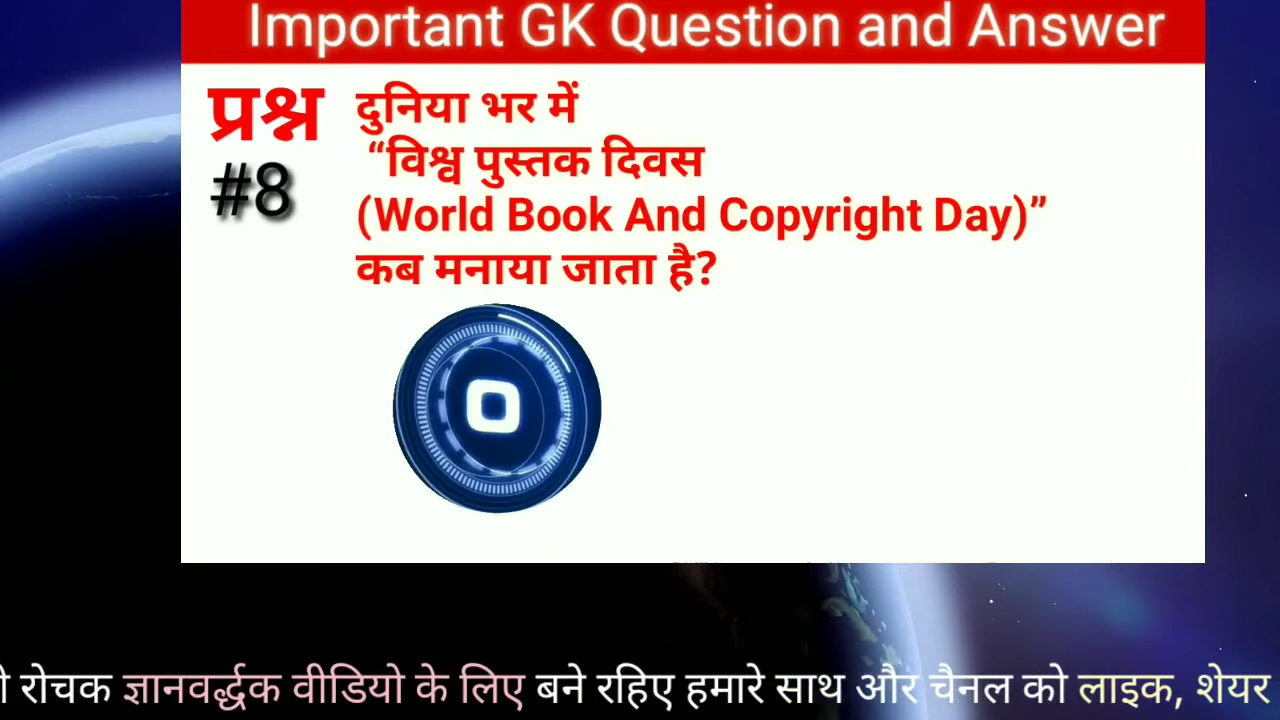 Important GK Question and Answer
प्रश्न
#8
दुनिया भर में
“विश्व पुस्तक दिवस
(World Book And Copyright Day)”
कब मनाया जाता है?
0
रोचक ज्ञानवर्द्धक वीडियो के लिए बने रहिए हमारे साथ और चैनल को लाइक, शेयर